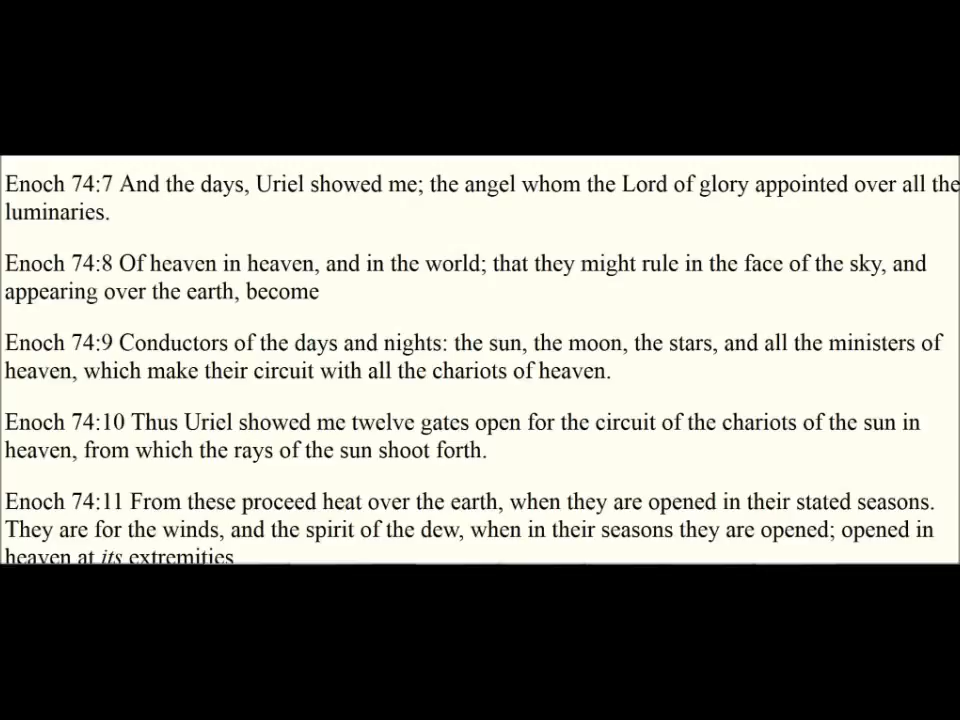 Enoch 74:7 And the days, Uriel showed me; the angel whom the Lord of glory appointed over all the
luminaries.
Enoch 74:8 Of heaven in heaven, and in the world; that they might rule in the face of the sky, and
appearing over the earth, become
Enoch 74:9 Conductors of the days and nights: the sun, the moon, the stars, and all the ministers of
heaven, which make their circuit with all the chariots of heaven.
Enoch 74:10 Thus Uriel showed me twelve gates open for the circuit of the chariots of the sun in
heaven, from which the rays of the sun shoot forth.
Enoch 74:11 From these proceed heat over the earth, when they are opened in their stated seasons.
They are for the winds, and the spirit of the dew, when in their seasons they are opened; opened in
heaven at its extremities